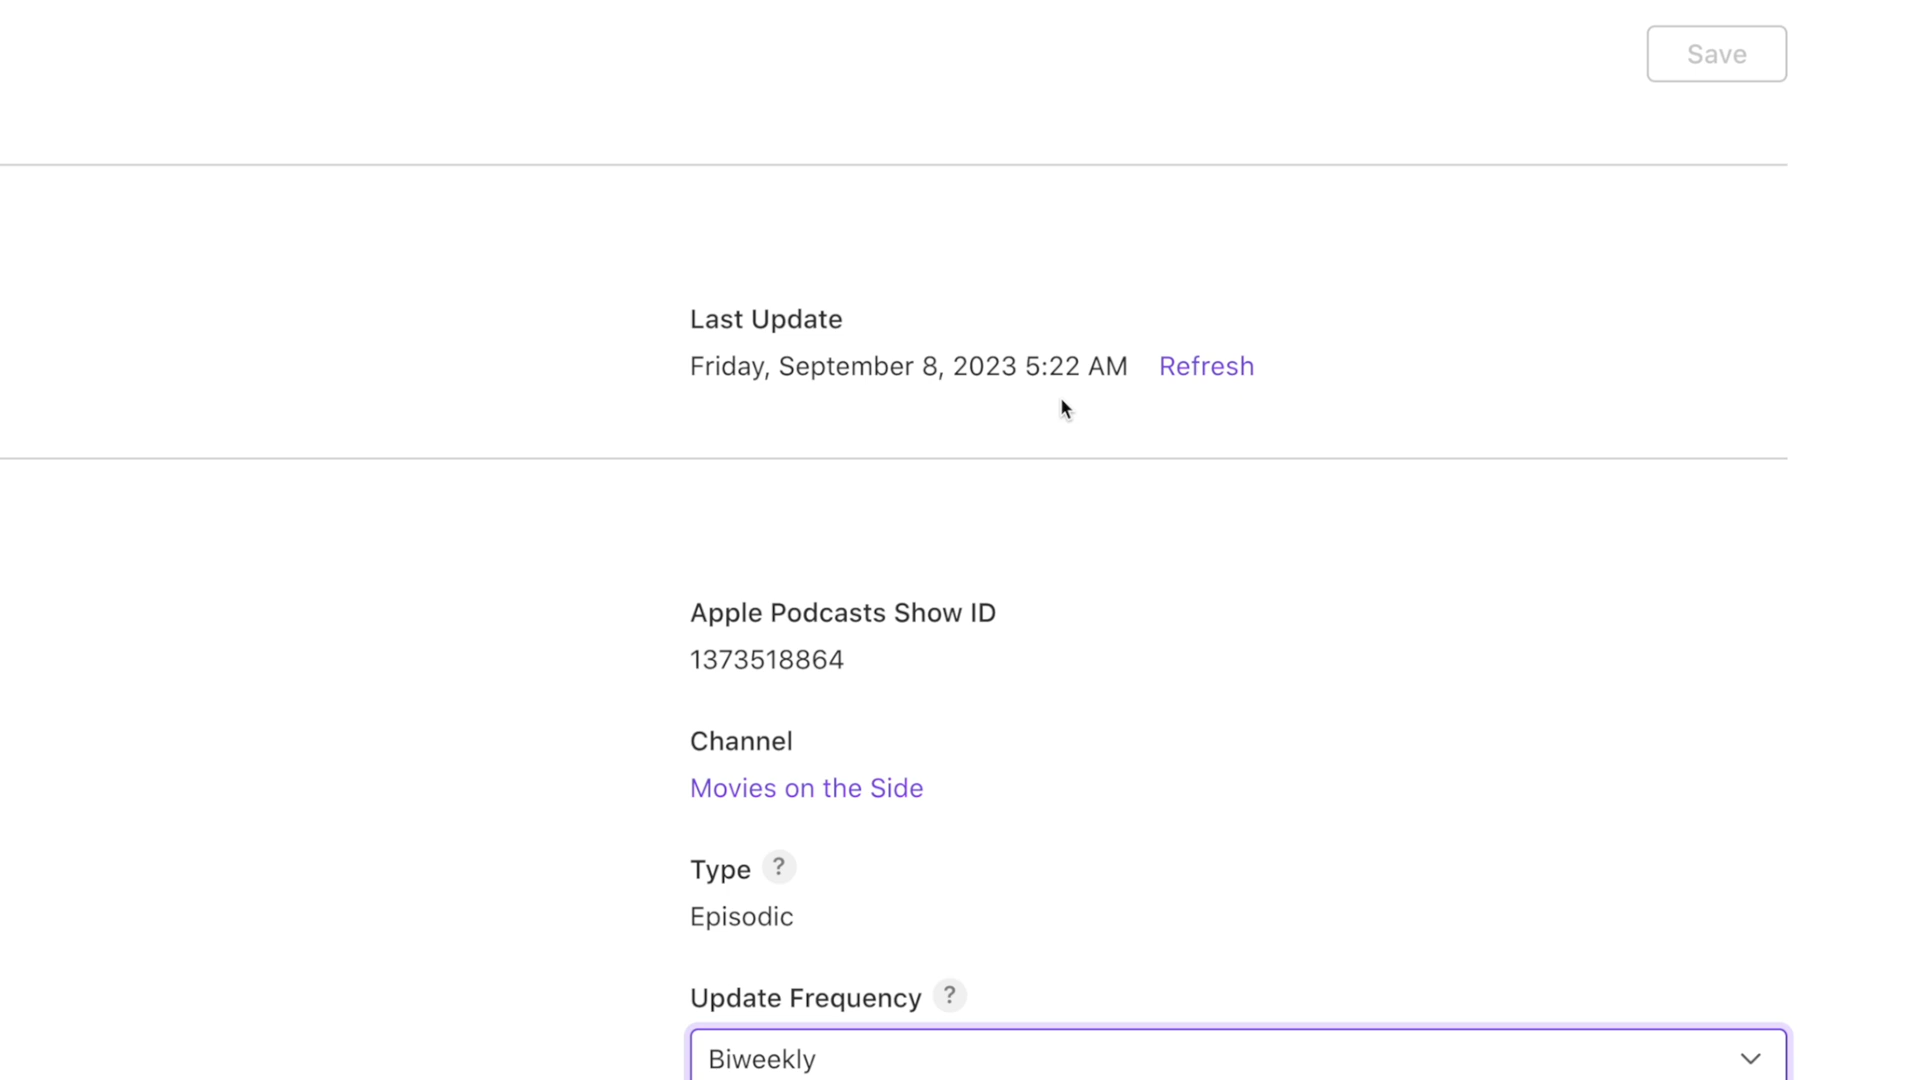 Save
Last Update
Friday, September 8, 2023 5:22 AM Refresh
Apple Podcasts Show ID
1373518864
Channel
Movies on the Side
Type ?
Episodic
Update Frequency ?
Biweekly